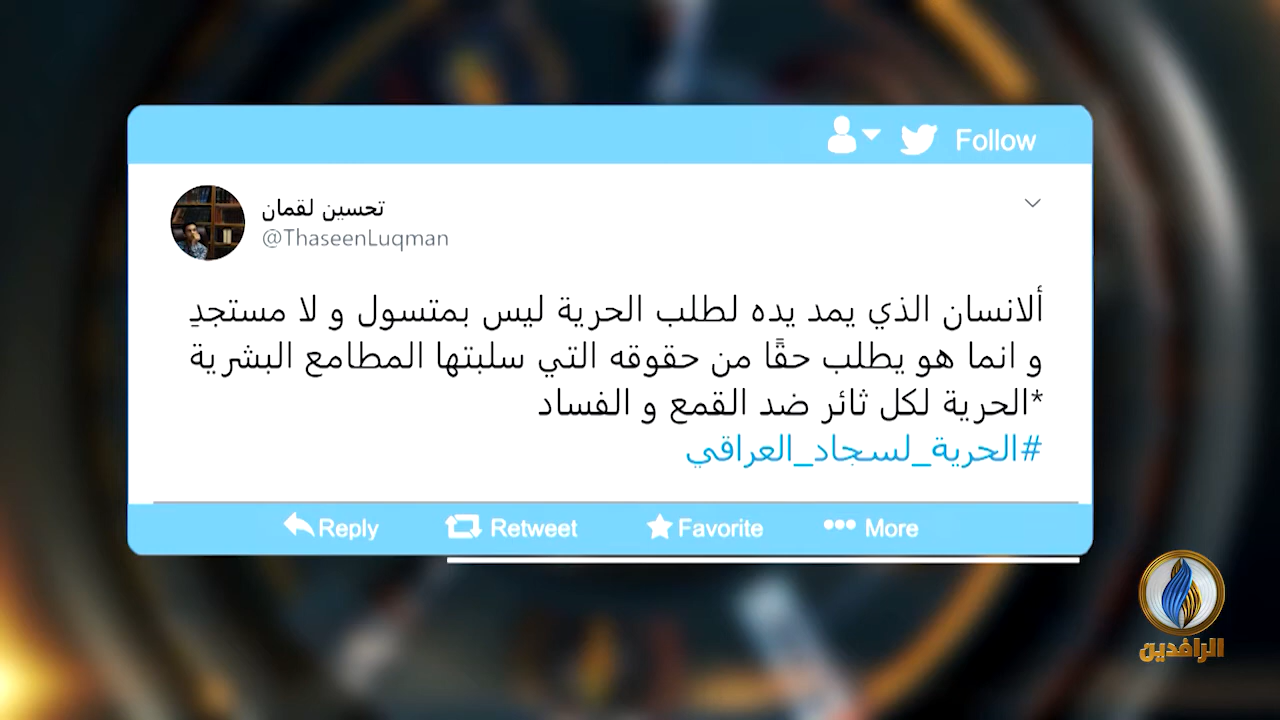 Follow
تحسين لقمان
@ThaseenLuqman
ألانسان الذي يمد يده لطلب الحرية ليس بمتسول و لا مستجدِ
و انما هو يطلب حقًا من حقوقه التي سلبتها المطامع البشرية
*الحرية لكل ثائر ضد القمع و الفساد
#الحرية_لسجاد_العراقي
Reply Retweet Favorite More
الرافدين